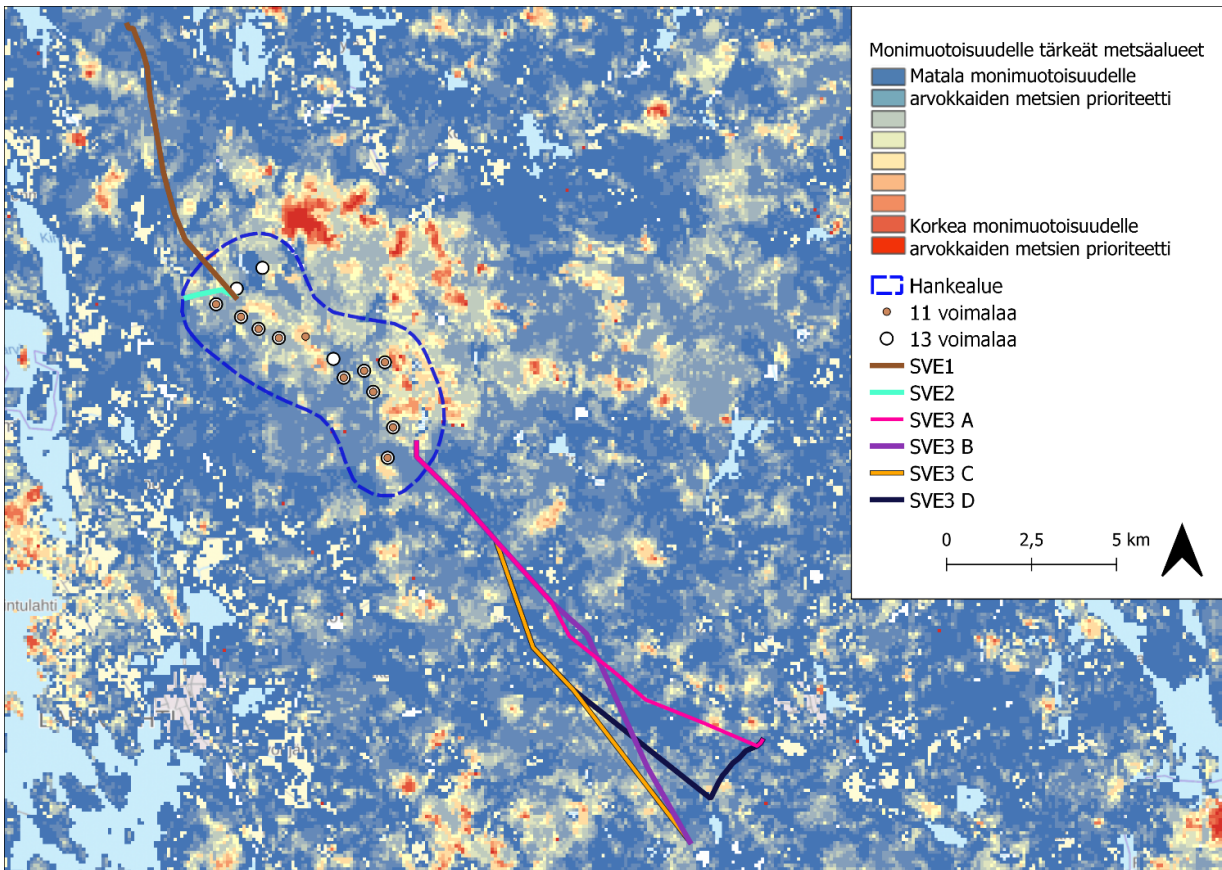 Monimuotoisuudelle tärkeät metsäalueet
Matala monimuotoisuudelle
arvokkaiden metsien prioriteetti
Korkea monimuotoisuudelle
arvokkaiden metsien prioriteetti
Hankealue
11 voimalaa
13 voimalaa
SVE1
SVE2
SVE3 A
SVE3 B
SVE3 C
SVE3 D
0 2,5 5 km
ntulahti